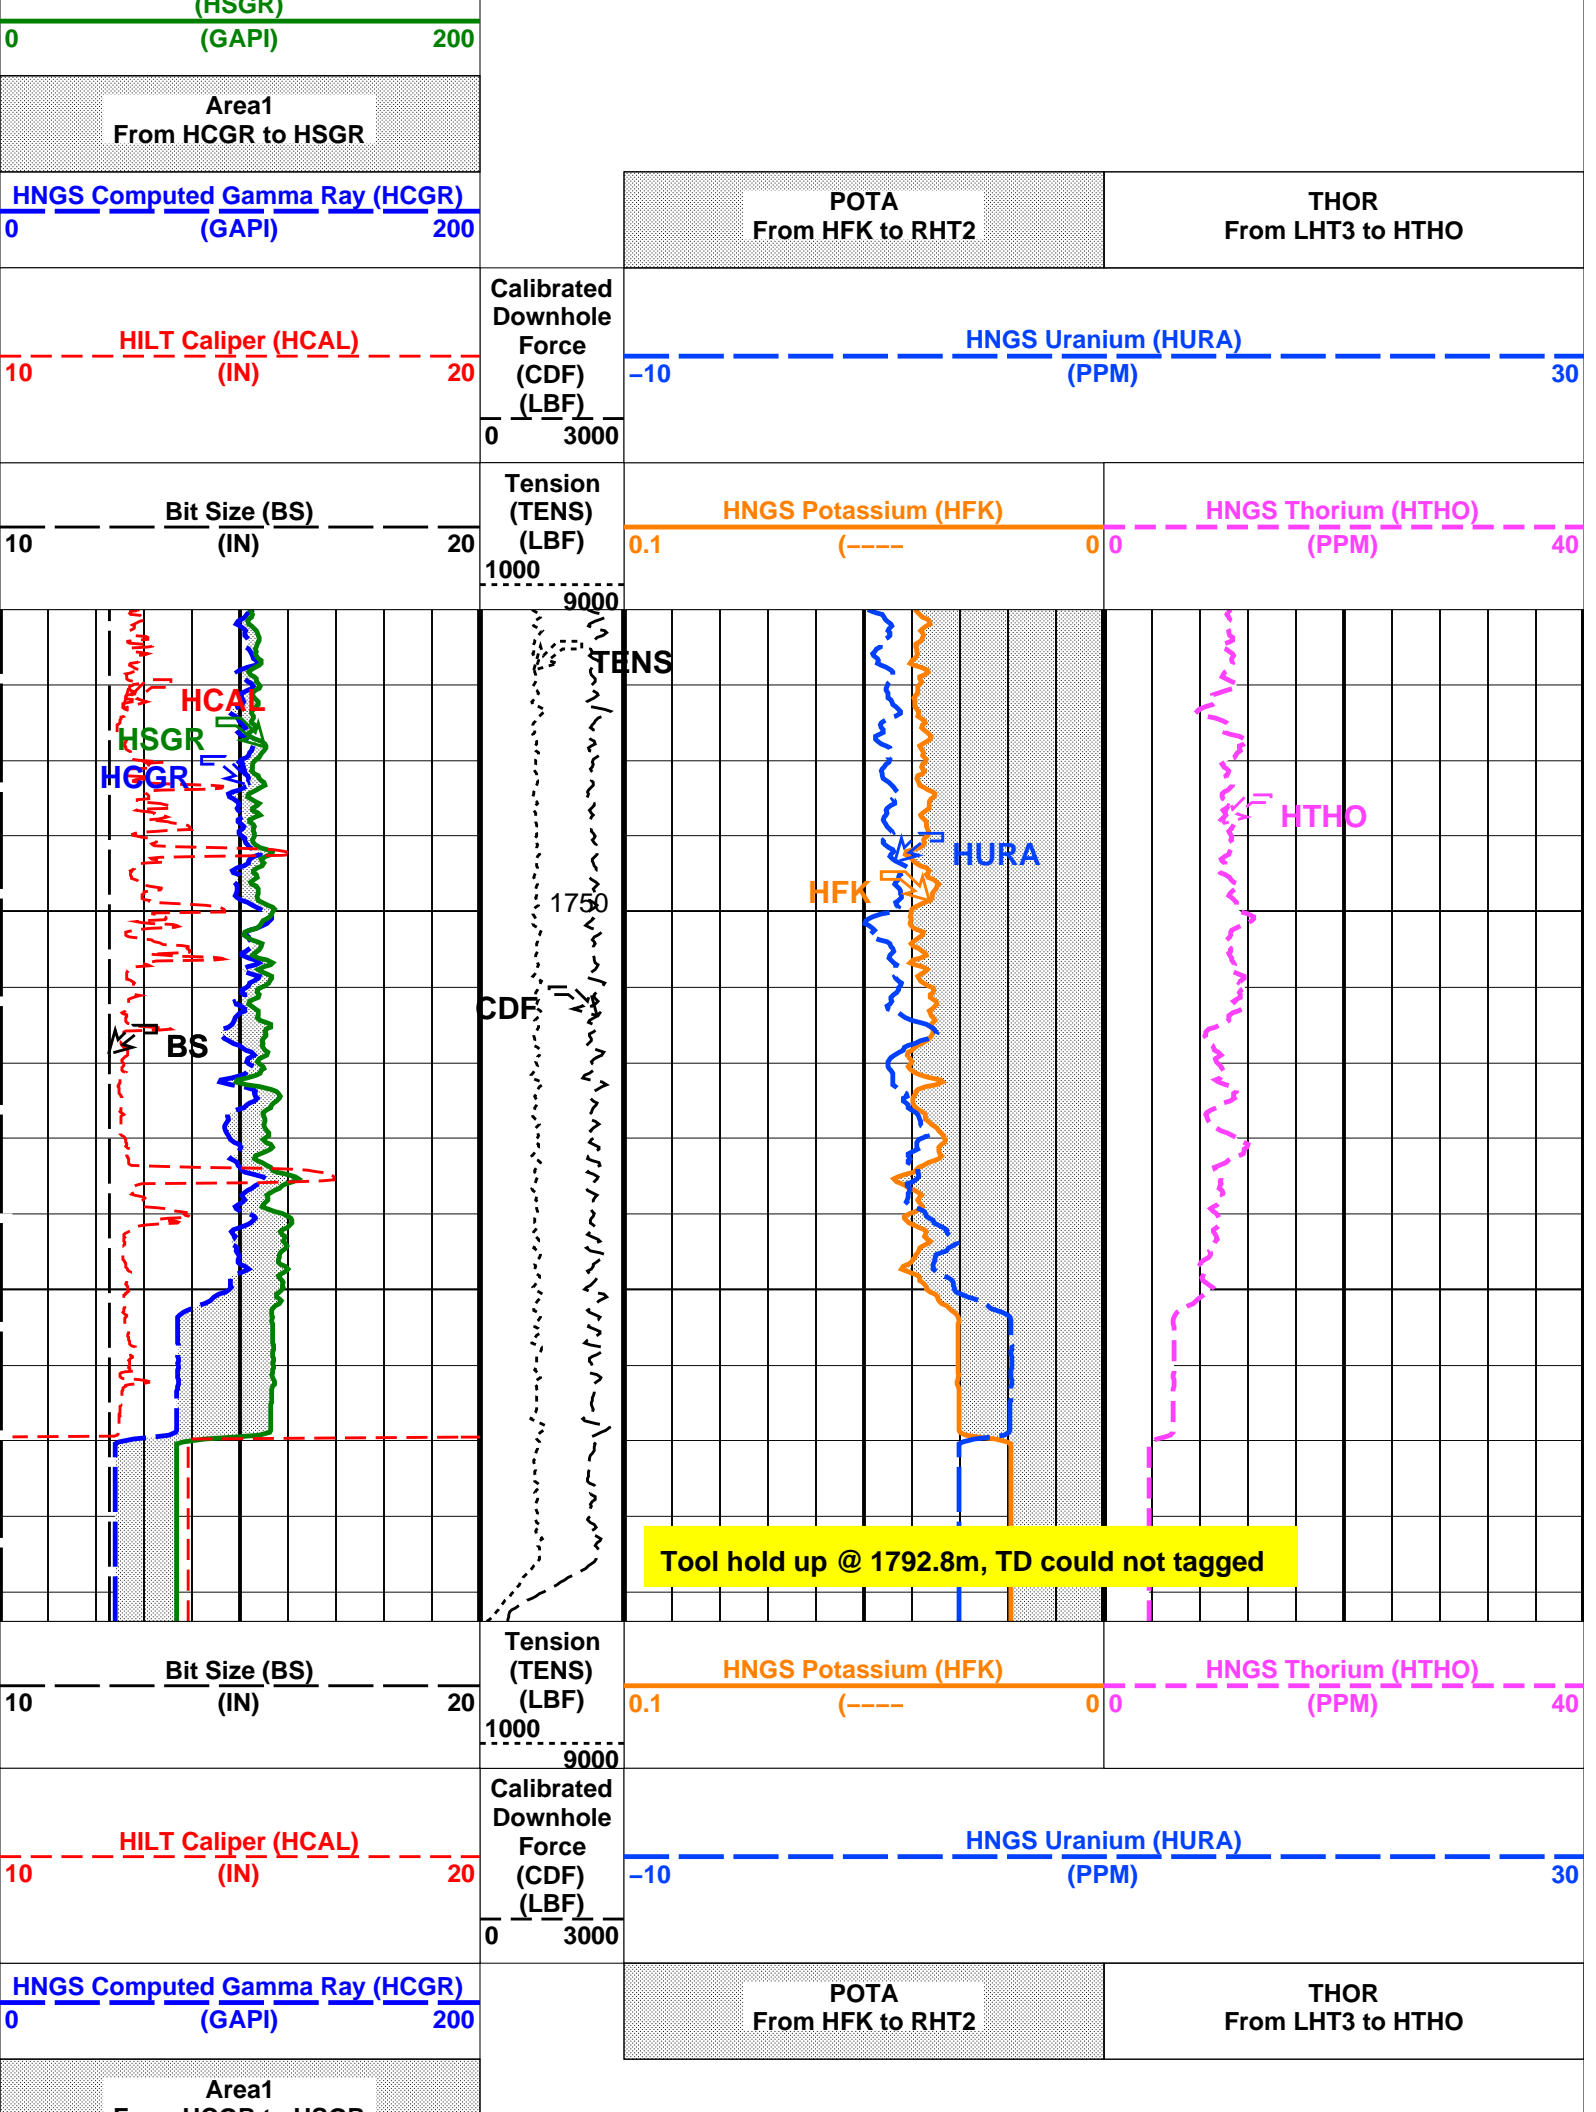 (HSGR)
0 (GAPI) 200
Area1
From HCGR to HSGR
HNGS Computed Gamma Ray (HCGR)
0 (GAPI) 200
POTA
From HFK to RHT2
THOR
From LHT3 to HTHO
HILT Caliper (HCAL)
10 (IN) 20
Calibrated
Downhole
Force
(CDF)
(LBF)
0 3000
HNGS Uranium (HURA)
−10 (PPM) 30
Bit Size (BS)
10 (IN) 20
Tension
(TENS)
(LBF)
1000
9000
HNGS Potassium (HFK)
0.1 (−−−− 0
HNGS Thorium (HTHO)
0 (PPM) 40
TENS
HCAL
HSGR
HCGR
HTHO
HURA
HFK
1750
CDF
BS
Tool hold up @ 1792.8m, TD could not tagged
Bit Size (BS)
10 (IN) 20
Tension
(TENS)
(LBF)
1000
9000
HNGS Potassium (HFK)
0.1 (−−−− 0
HNGS Thorium (HTHO)
0 (PPM) 40
HILT Caliper (HCAL)
10 (IN) 20
Calibrated
Downhole
Force
(CDF)
(LBF)
0 3000
HNGS Uranium (HURA)
−10 (PPM) 30
HNGS Computed Gamma Ray (HCGR)
0 (GAPI) 200
POTA
From HFK to RHT2
THOR
From LHT3 to HTHO
Area1
From HCGR to HSGR